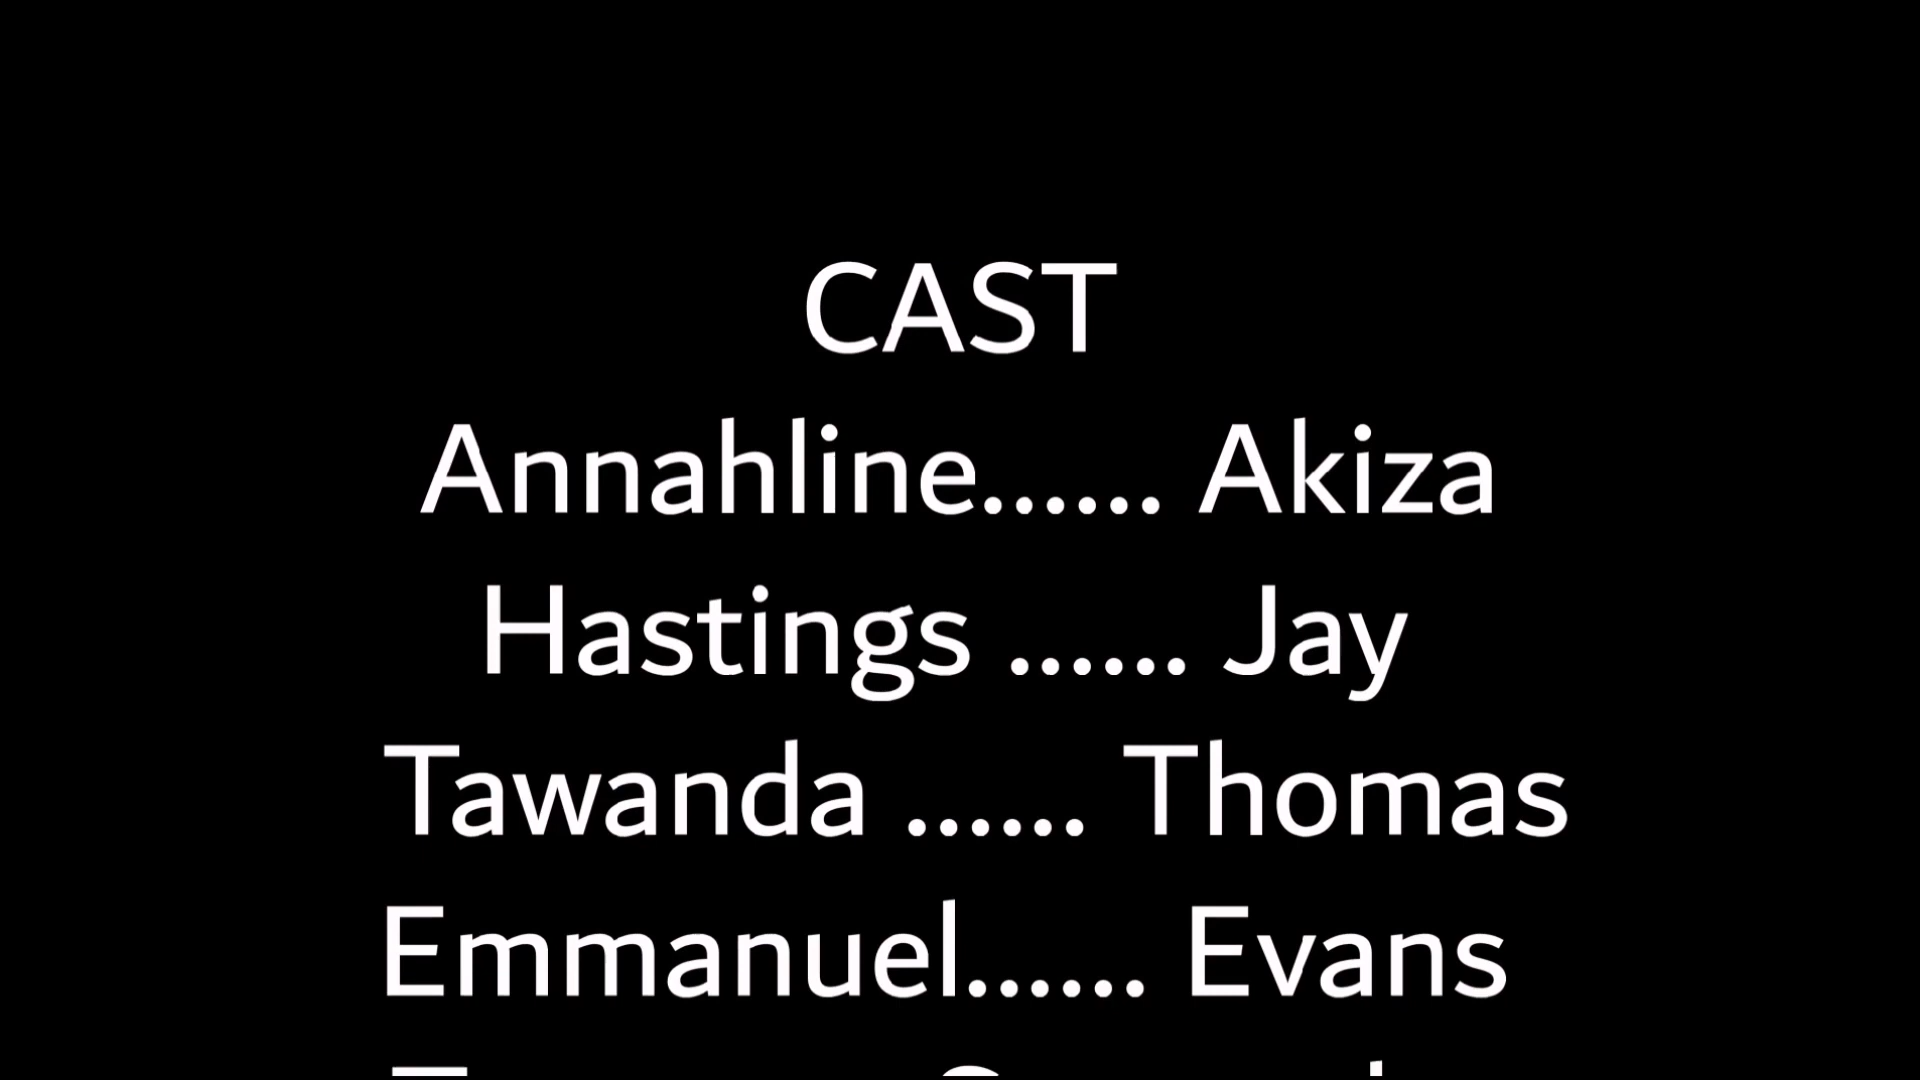 CAST
Annahline...... Akiza
Hastings ...... Jay
Tawanda ...... Thomas
Emmanuel...... Evans